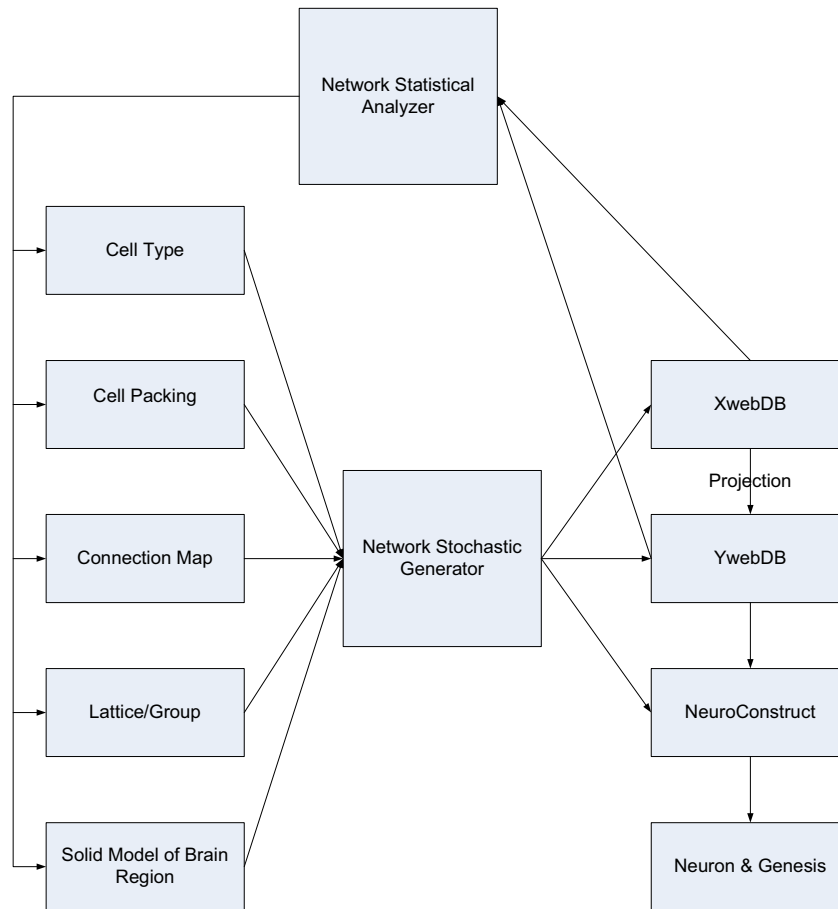 Network Statistical
Analyzer
Cell Type
Cell Packing
XwebDB
Projection
Network Stochastic
Generator
Connection Map
YwebDB
Lattice/Group
NeuroConstruct
Solid Model of Brain
Region
Neuron & Genesis